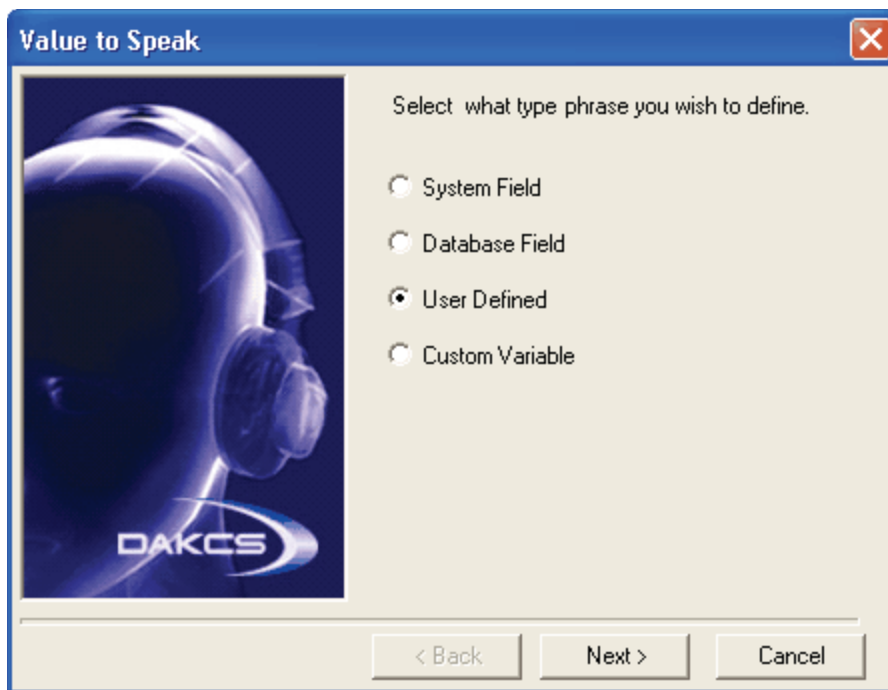 Value to Speak
Select what type phrase you wish to define.
System Field
Database Field
User Defined
Custom Variable
DAKCS
< Back
Next >
Cancel